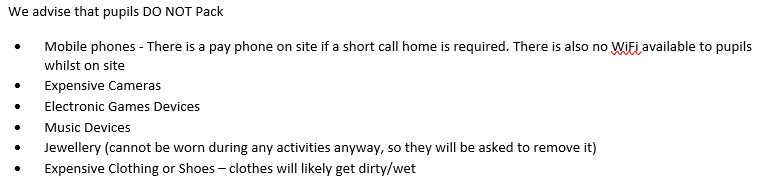 We advise that pupils DO NOT Pack
• Mobile phones - There is a pay phone on site if a short call home is required. There is also no WiFi available to pupils
whilst on site
• Expensive Cameras
• Electronic Games Devices
• Music Devices
• Jewellery (cannot be worn during any activities anyway, so they will be asked to remove it)
• Expensive Clothing or Shoes – clothes will likely get dirty/wet